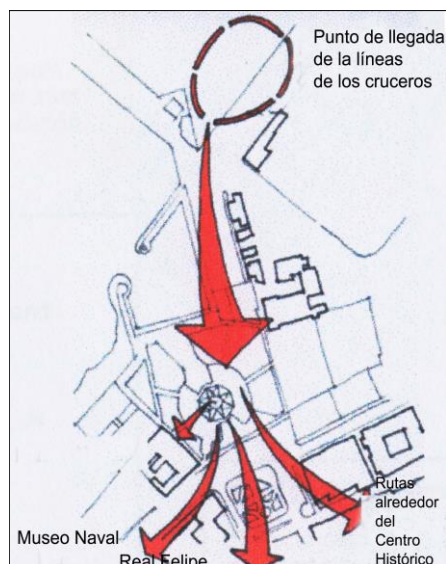 Punto de llegada
de la líneas
de los cruceros
Rutas
alrededor
del
Centro
Histórico
Museo Naval
Real Felipe